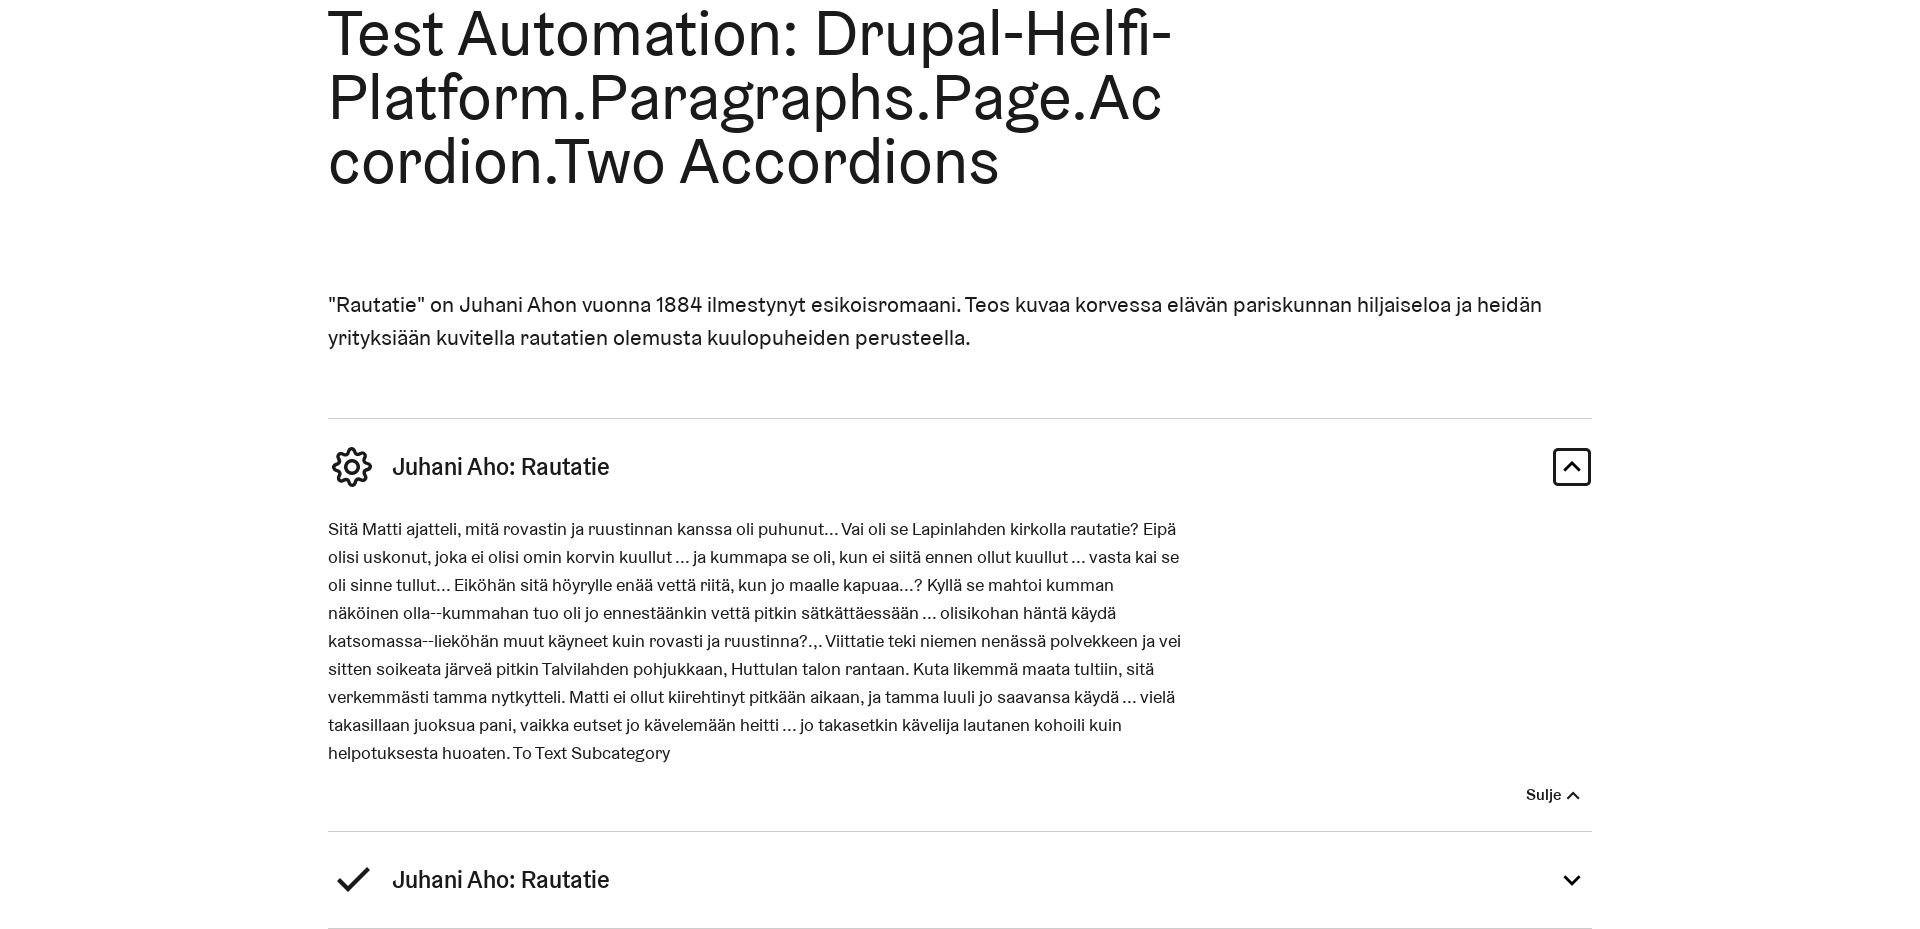 Test Automation: Drupal-Helfi-
Platform.Paragraphs.Page.Ac
cordion.Two Accordions
"Rautatie" on Juhani Ahon vuonna 1884 ilmestynyt esikoisromaani. Teos kuvaa korvessa elävän pariskunnan hiljaiseloa ja heidän
yrityksiään kuvitella rautatien olemusta kuulopuheiden perusteella.
Juhani Aho: Rautatie
Sitä Matti ajatteli, mitä rovastin ja ruustinnan kanssa oli puhunut... Vai oli se Lapinlahden kirkolla rautatie? Eipä
olisi uskonut, joka ei olisi omin korvin kuullut ... ja kummapa se oli, kun ei siitä ennen ollut kuullut ... vasta kai se
oli sinne tullut... Eiköhän sitä höyrylle enää vettä riitä, kun jo maalle kapuaa...? Kyllä se mahtoi kumman
näköinen olla--kummahan tuo oli jo ennestäänkin vettä pitkin sätkättäessään ... olisikohan häntä käydä
katsomassa--lieköhän muut käyneet kuin rovasti ja ruustinna?.,. Viittatie teki niemen nenässä polvekkeen ja vei
sitten soikeata järveä pitkin Talvilahden pohjukkaan, Huttulan talon rantaan. Kuta likemmä maata tultiin, sitä
verkemmästi tamma nytkytteli. Matti ei ollut kiirehtinyt pitkään aikaan, ja tamma luuli jo saavansa käydä ... vielä
takasillaan juoksua pani, vaikka eutset jo kävelemään heitti ... jo takasetkin kävelija lautanen kohoili kuin
helpotuksesta huoaten. To Text Subcategory
Sulje
Juhani Aho: Rautatie